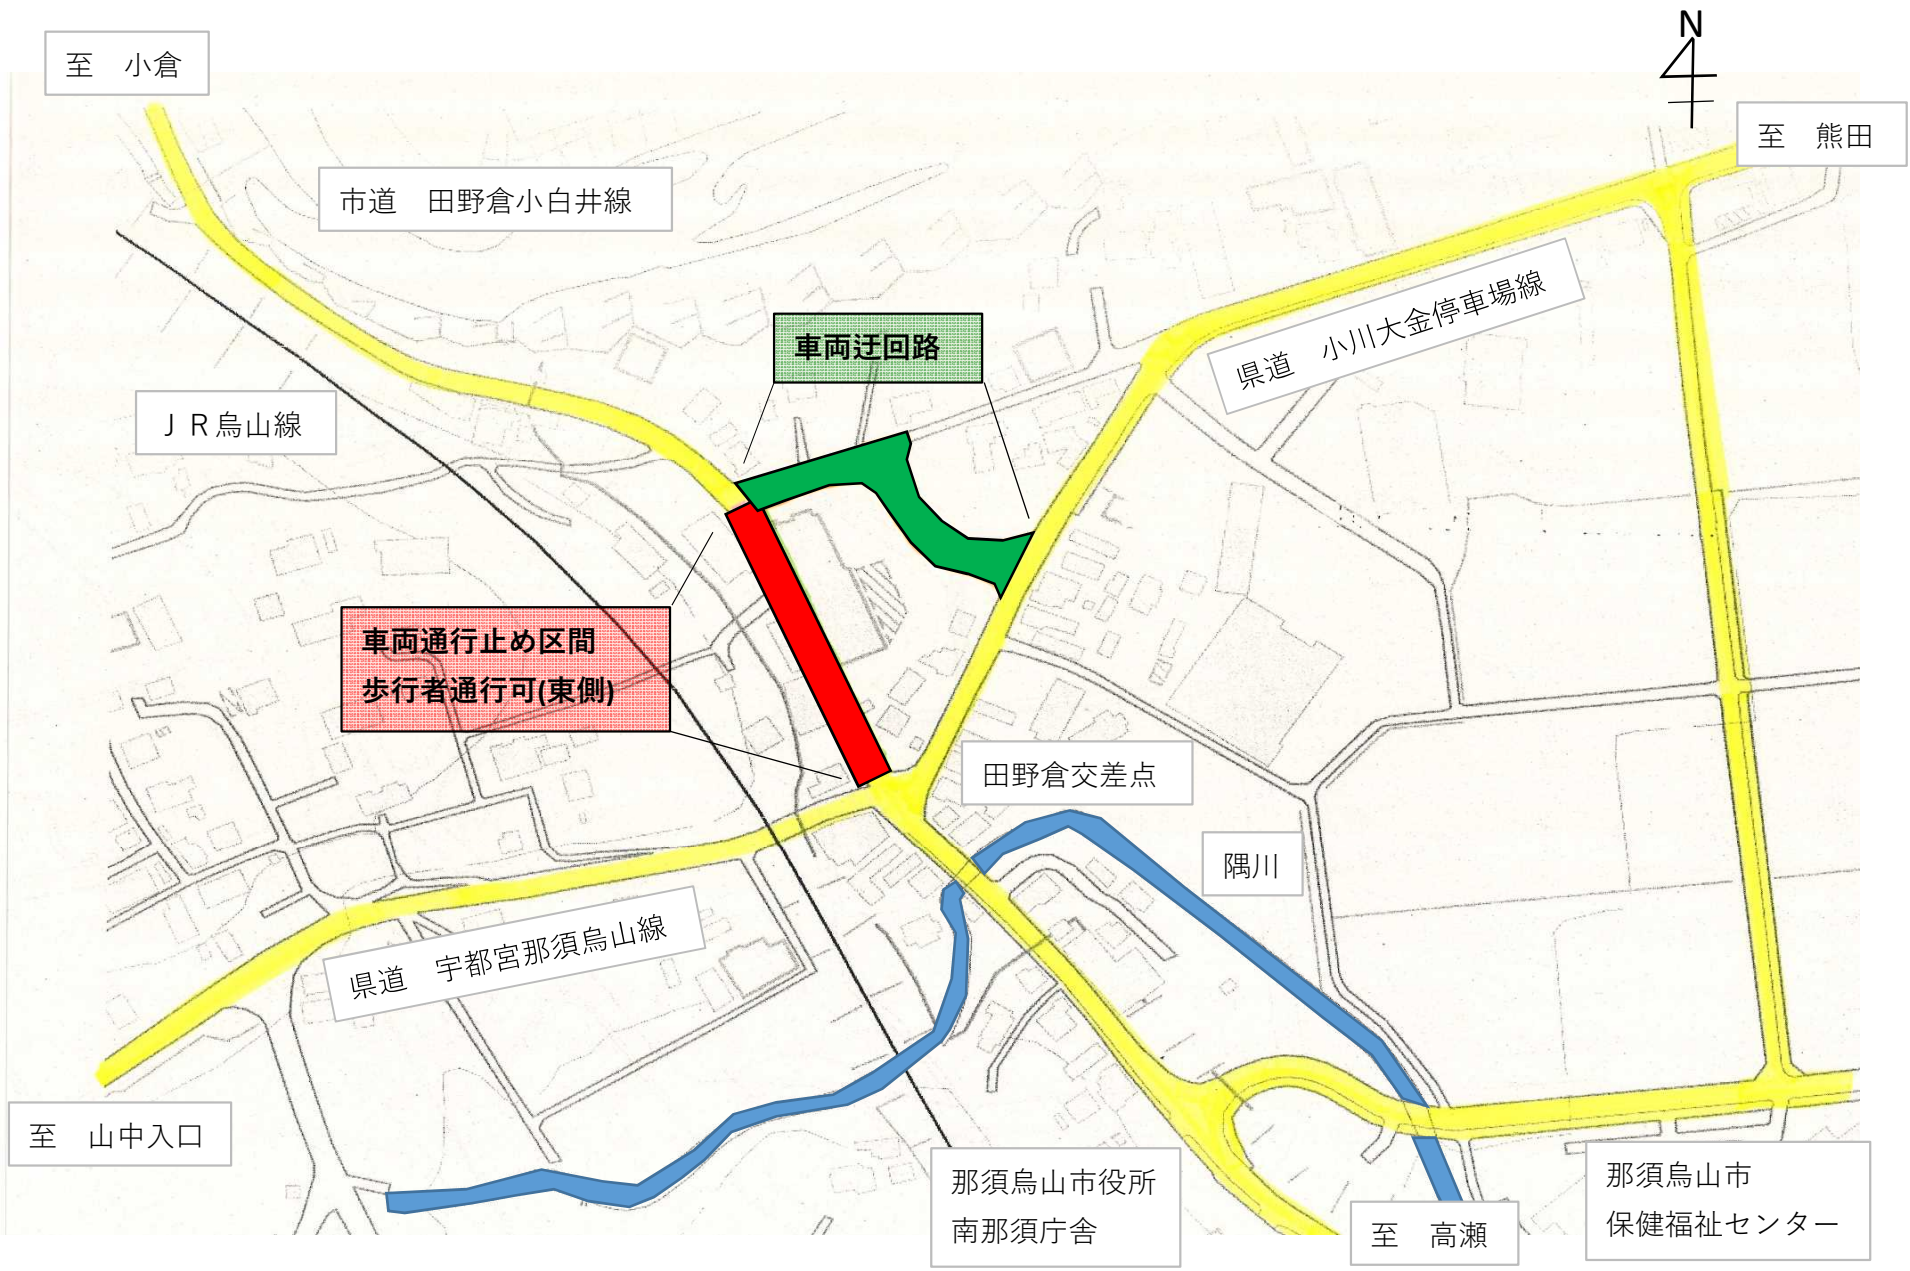 N
至　小倉
至　熊田
市道　田野倉小白井線
県道　小川大金停車場線
車両迂回路
ＪＲ烏山線
車両通行止め区間
歩行者通行可(東側)
田野倉交差点
隅川
県道　宇都宮那須烏山線
至　山中入口
那須烏山市役所
南那須庁舎
至　高瀬
那須烏山市
保健福祉センター